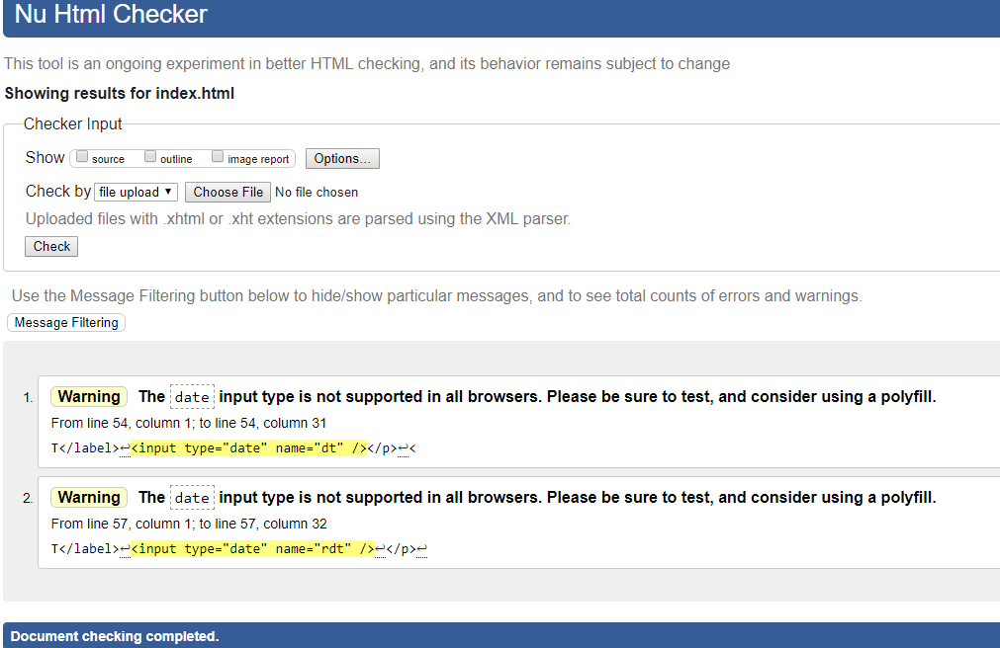 Nu Html Checker
This tool is an ongoing experiment in better HTML checking, and its behavior remains subject to change
Showing results for index.html
Checker Input
Show source outline image report Options...
Check by file upload ▼ Choose File No file chosen
Uploaded files with .xhtml or .xht extensions are parsed using the XML parser.
Check
Use the Message Filtering button below to hide/show particular messages, and to see total counts of errors and warnings.
Message Filtering
1. Warning The date input type is not supported in all browsers. Please be sure to test, and consider using a polyfill.
From line 54, column 1; to line 54, column 31
T</label>↩<input type="date" name="dt" /></p>↩<
2. Warning The date input type is not supported in all browsers. Please be sure to test, and consider using a polyfill.
From line 57, column 1; to line 57, column 32
T</label>↩<input type="date" name="rdt" />↩</p>↩
Document checking completed.